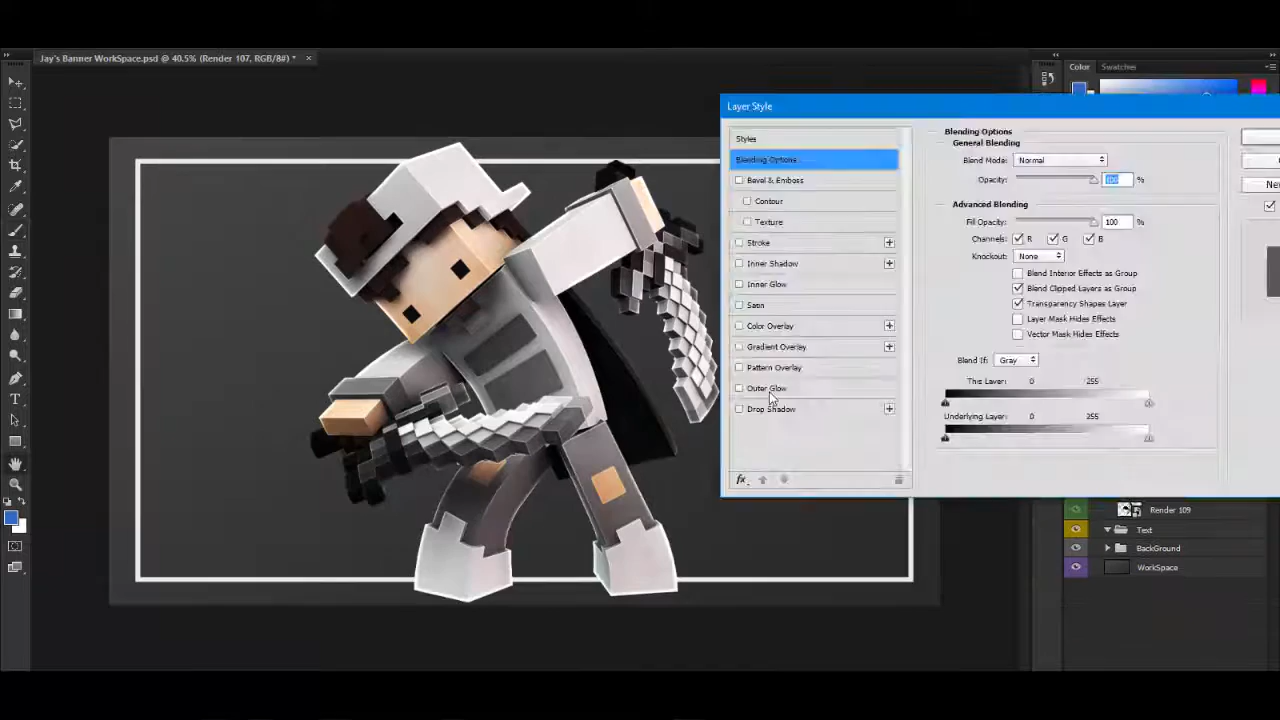 Jay's Banner WorkSpace.psd @ 40.5% (Render 107, RGB/8#) * ×
Color Swatches
Layer Style
Styles
Blending Options
Bevel & Emboss
Contour
Texture
Stroke
Inner Shadow
Inner Glow
Satin
Color Overlay
Gradient Overlay
Pattern Overlay
Outer Glow
Drop Shadow
fx
Blending Options
General Blending
Blend Mode: Normal
Opacity: 100 %
Advanced Blending
Fill Opacity: 100 %
Channels: R G B
Knockout: None
Blend Interior Effects as Group
Blend Clipped Layers as Group
Transparency Shapes Layer
Layer Mask Hides Effects
Vector Mask Hides Effects
Blend If: Gray
This Layer: 0 255
Underlying Layer: 0 255
Render 109
Text
BackGround
WorkSpace